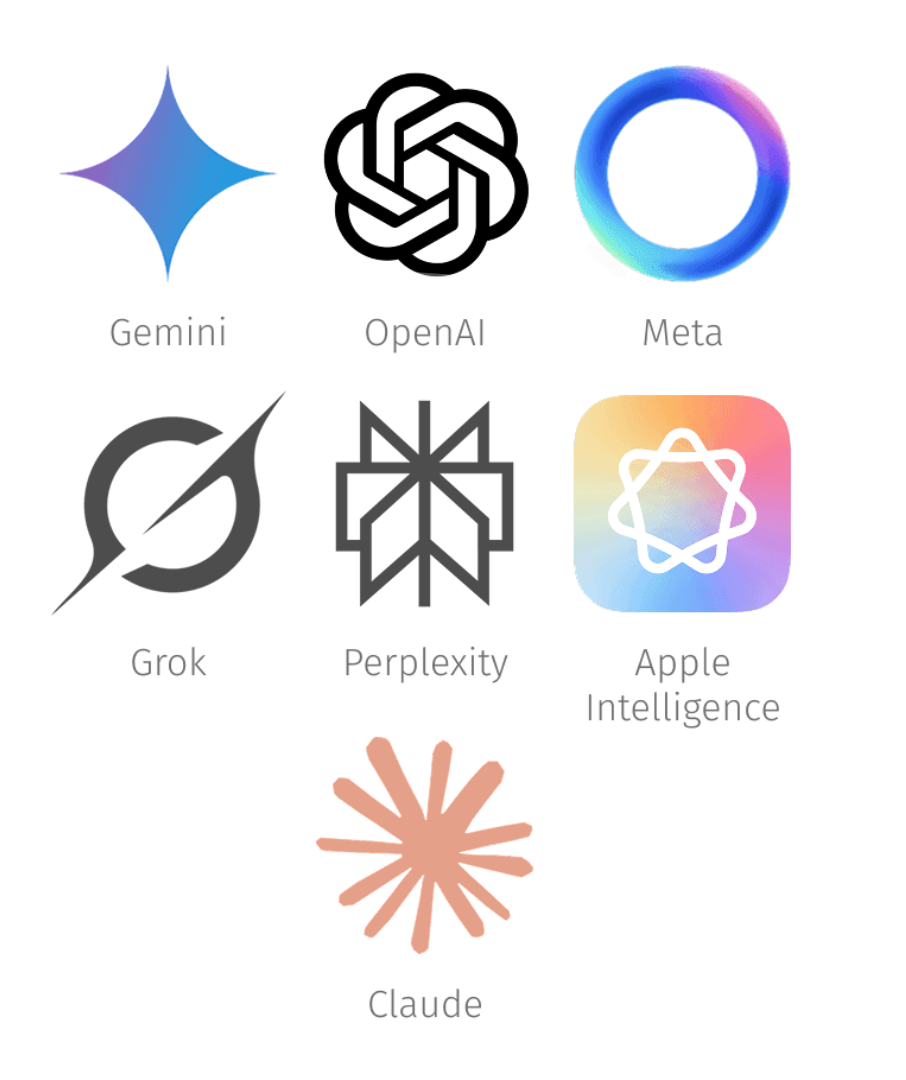 Gemini
OpenAI
Meta
Grok
Perplexity
Apple
Intelligence
Claude